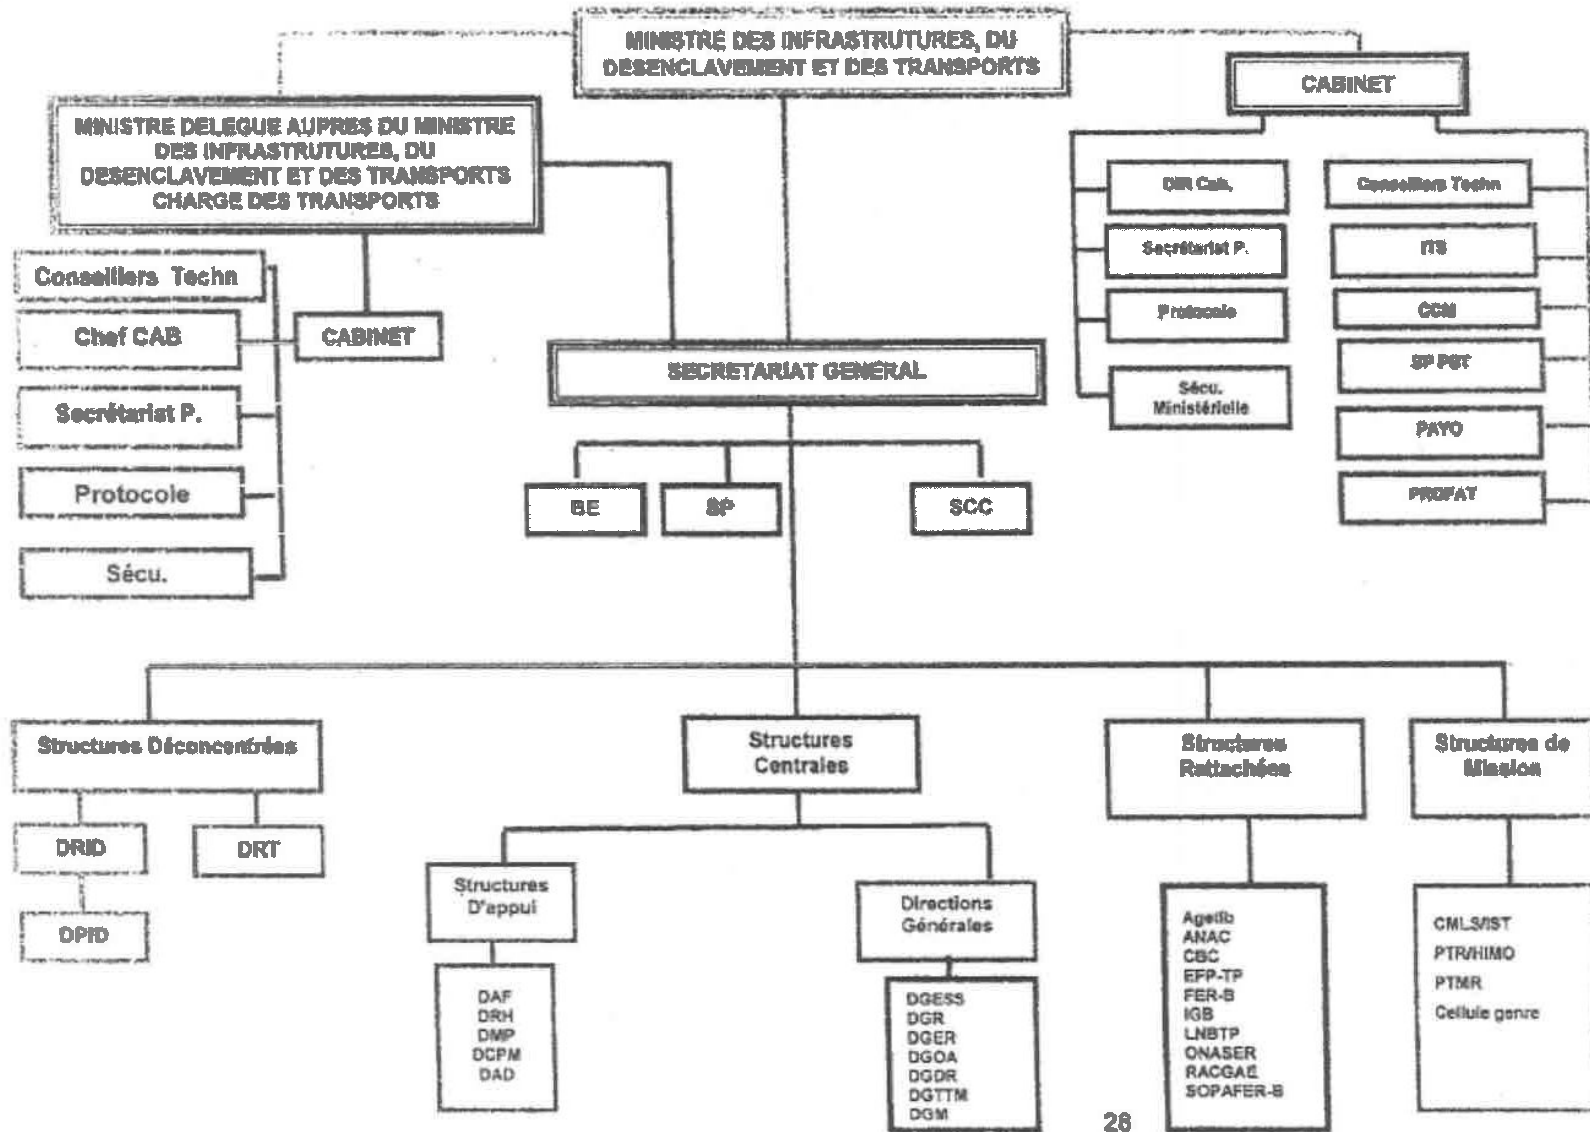 MINISTRE DES INFRASTRUTURES, DU
DESENCLAVEMENT ET DES TRANSPORTS
CABINET
MINISTRE DELEGUE AUPRES DU MINISTRE
DES INFRASTRUTURES, DU
DESENCLAVEMENT ET DES TRANSPORTS
CHARGE DES TRANSPORTS
DIR Cab.
Secrétariat P.
Protocole
Sécu.
Ministérielle
Conseillers Techn
ITS
CCM
SP PST
PAYO
PROFAT
Conseillers Techn
Chef CAB
CABINET
Secrétariat P.
Protocole
Sécu.
SECRETARIAT GENERAL
BE
SP
SCC
Structures Déconcentrées
DRID
DRT
DPID
Structures
Centrales
Structures
D'appui
DAF
DRH
DMP
DCPM
DAD
Directions
Générales
DGESS
DGR
DGER
DGOA
DGDR
DGTTM
DGM
Structures
Rattachées
Agetib
ANAC
CBC
EFP-TP
FER-B
IGB
LNBTP
ONASER
RACGAE
SOPAFER-B
Structures de
Mission
CMLS/IST
PTR/HIMO
PTMR
Cellule genre
26